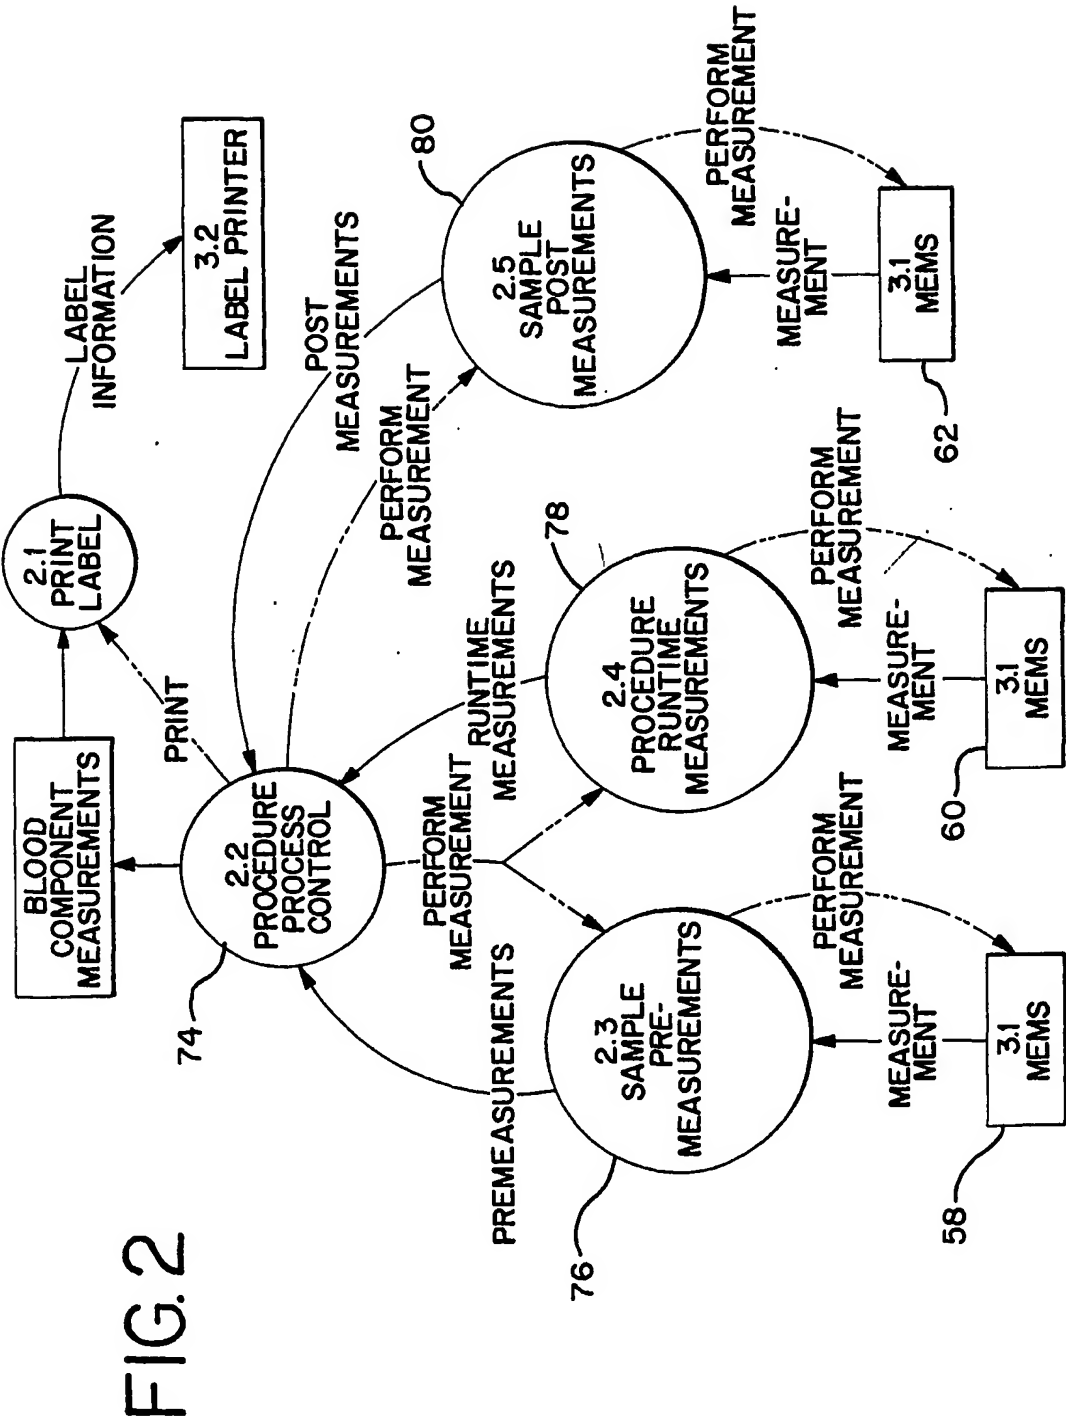 FIG. 2
BLOOD
COMPONENT
MEASUREMENTS
PRINT
2.1
PRINT
LABEL
LABEL
INFORMATION
3.2
LABEL PRINTER
74
2.2
PROCEDURE
PROCESS
CONTROL
POST
MEASUREMENTS
PERFORM
MEASUREMENT
PREMEASUREMENTS
PERFORM
MEASUREMENT
RUNTIME
MEASUREMENTS
76
2.3
SAMPLE
PRE-
MEASUREMENTS
78
2.4
PROCEDURE
RUNTIME
MEASUREMENTS
80
2.5
SAMPLE
POST
MEASUREMENTS
MEASURE-
MENT
PERFORM
MEASUREMENT
MEASURE-
MENT
PERFORM
MEASUREMENT
MEASURE-
MENT
PERFORM
MEASUREMENT
58
3.1
MEMS
60
3.1
MEMS
62
3.1
MEMS